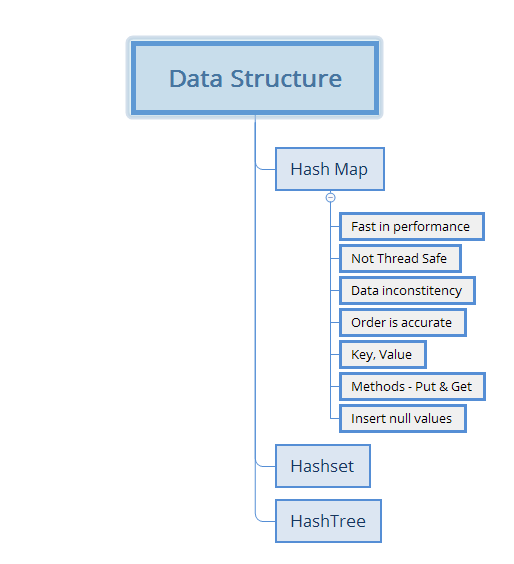 Data Structure
Hash Map
Fast in performance
Not Thread Safe
Data inconstitency
Order is accurate
Key, Value
Methods - Put & Get
Insert null values
Hashset
HashTree